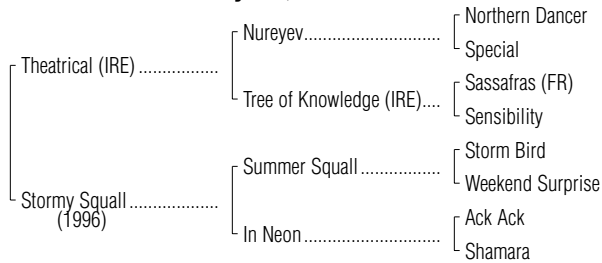 Northern Dancer
Nureyev
Special
Theatrical (IRE)
Sassafras (FR)
Tree of Knowledge (IRE)
Sensibility
Storm Bird
Summer Squall
Weekend Surprise
Stormy Squall
(1996)
Ack Ack
In Neon
Shamara